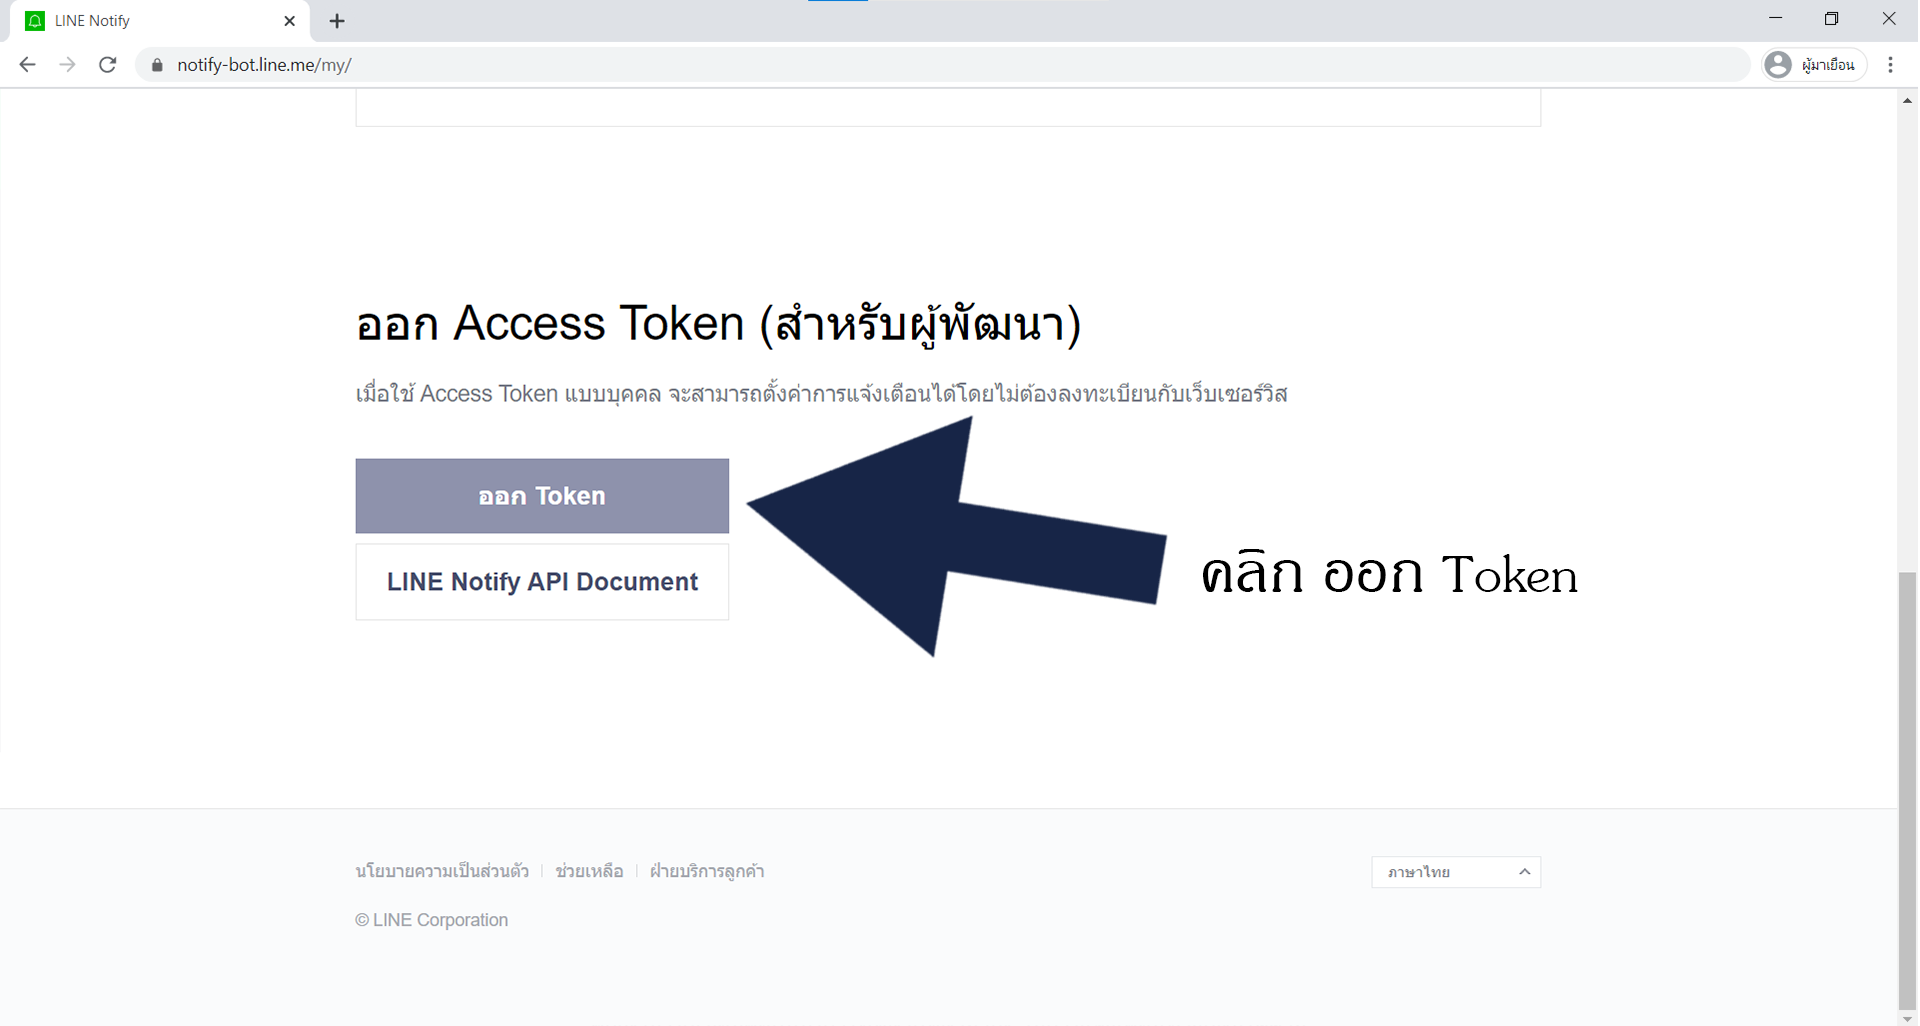 LINE Notify
notify-bot.line.me/my/
ผู้มาเยือน
ออก Access Token (สำหรับผู้พัฒนา)
เมื่อใช้ Access Token แบบบุคคล จะสามารถตั้งค่าการแจ้งเตือนได้โดยไม่ต้องลงทะเบียนกับเว็บเซอร์วิส
ออก Token
LINE Notify API Document
คลิก ออก Token
นโยบายความเป็นส่วนตัว | ช่วยเหลือ | ฝ่ายบริการลูกค้า
ภาษาไทย
© LINE Corporation